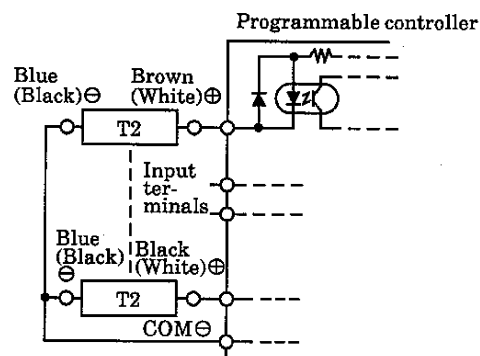 Programmable controller
Blue
(Black)⊖
Brown
(White)⊕
T2
Input
ter-
minals
Blue
(Black)
⊖
Black
(White)⊕
T2
COM⊖